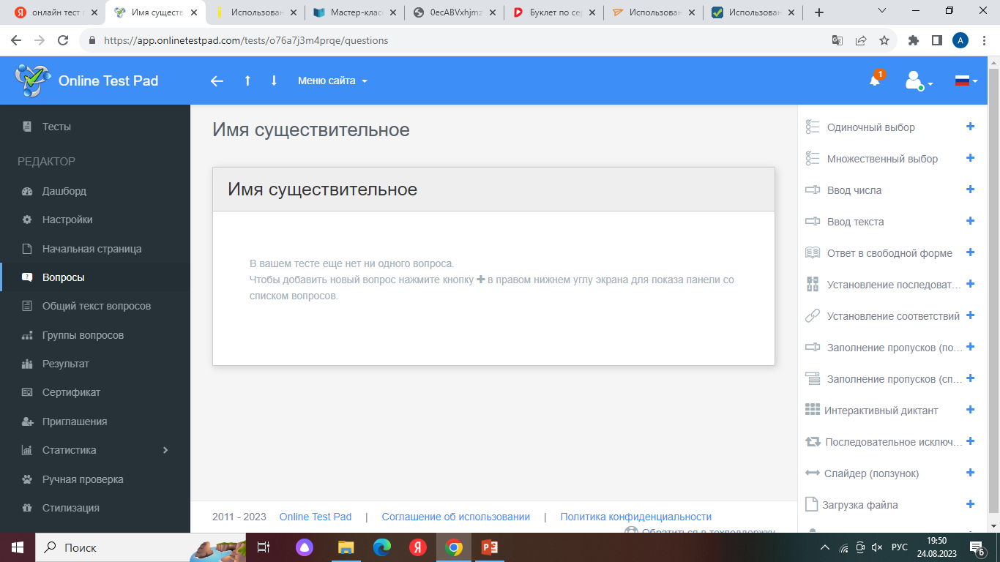 онлайн тест п
Имя существ
Использован
Мастер-клас
0ecABVxhjmz
Буклет по се
Использован
Использован
https://app.onlinetestpad.com/tests/o76a7j3m4prqe/questions
A
Online Test Pad
Меню сайта
1
Тесты
РЕДАКТОР
Дашборд
Настройки
Начальная страница
Вопросы
Общий текст вопросов
Группы вопросов
Результат
Сертификат
Приглашения
Статистика
Ручная проверка
Стилизация
Имя существительное
Имя существительное
В вашем тесте еще нет ни одного вопроса.
Чтобы добавить новый вопрос нажмите кнопку + в правом нижнем углу экрана для показа панели со
списком вопросов.
Одиночный выбор
Множественный выбор
Ввод числа
Ввод текста
Ответ в свободной форме
Установление последоват...
Установление соответствий
Заполнение пропусков (по...
Заполнение пропусков (сп...
Интерактивный диктант
Последовательное исключ...
Слайдер (ползунок)
Загрузка файла
2011 - 2023 Online Test Pad | Соглашение об использовании | Политика конфиденциальности
Обратиться в техподдержку
Поиск
РУС
19:50
24.08.2023
6